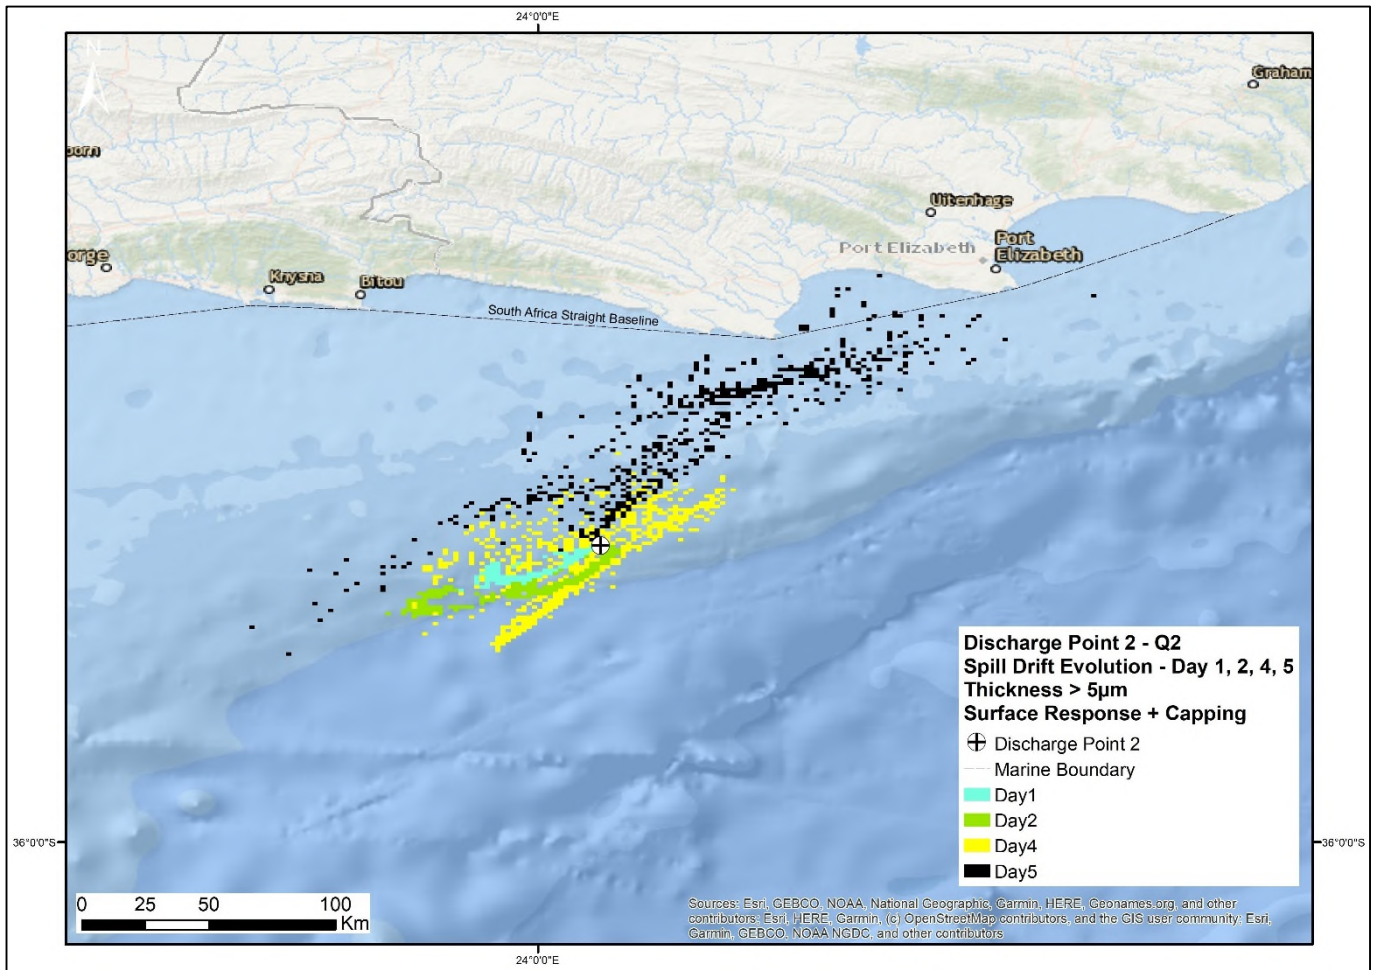 24°0'0"E
N
Graham
born
Uitenhage
Port
Elizabeth
Port Elizabeth
orge
Knysna
Bitou
South Africa Straight Baseline
Discharge Point 2 - Q2
Spill Drift Evolution - Day 1, 2, 4, 5
Thickness > 5µm
Surface Response + Capping
Discharge Point 2
Marine Boundary
Day1
Day2
Day4
Day5
36°0'0"S
36°0'0"S
0 25 50 100
Km
Sources: Esri, GEBCO, NOAA, National Geographic, Garmin, HERE, Geonames.org, and other
contributors; Esri, HERE, Garmin, (c) OpenStreetMap contributors, and the GIS user community; Esri,
Garmin, GEBCO, NOAA NGDC, and other contributors
24°0'0"E